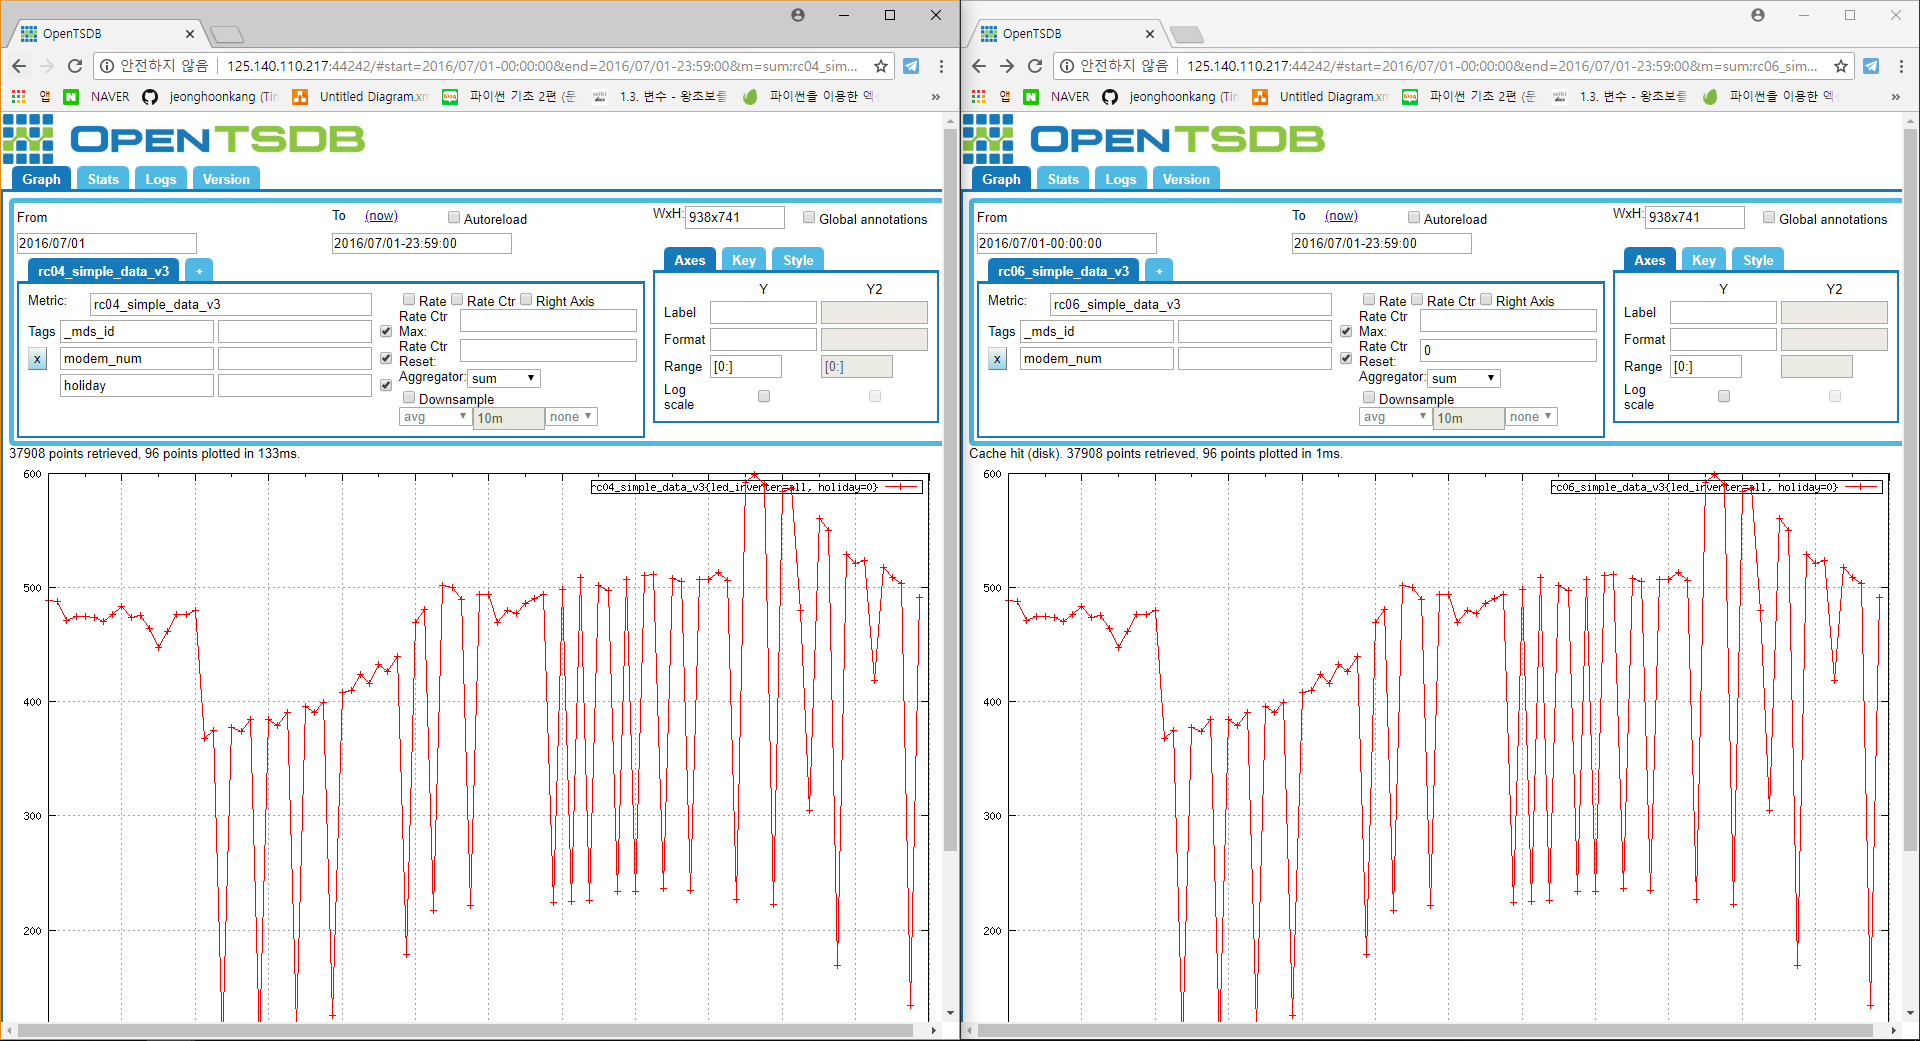 OpenTSDB
안전하지 않음 | 125.140.110.217:44242/#start=2016/07/01-00:00:00&end=2016/07/01-23:59:00&m=sum:rc04_sim...
앱 NAVER jeonghoonkang (Tin Untitled Diagram.xn 파이썬 기초 2편 (문 1.3. 변수 - 왕초보를 파이썬을 이용한 엑 »
OPENTSDB
Graph Stats Logs Version
From To (now) Autoreload WxH: 938x741 Global annotations
2016/07/01 2016/07/01-23:59:00
rc04_simple_data_v3 + Axes Key Style
Metric: rc04_simple_data_v3 Rate Rate Ctr Right Axis Y Y2
Rate Ctr Max: Label
Tags _mds_id
x modem_num Rate Ctr Reset: Format
holiday Aggregator: sum Range [0:] [0:]
Downsample Log scale
avg 10m none
37908 points retrieved, 96 points plotted in 133ms.
600
rc04_simple_data_v3{led_inverter=all, holiday=0}
500
400
300
200
OpenTSDB
안전하지 않음 | 125.140.110.217:44242/#start=2016/07/01-00:00:00&end=2016/07/01-23:59:00&m=sum:rc06_sim...
앱 NAVER jeonghoonkang (Tin Untitled Diagram.xn 파이썬 기초 2편 (문 1.3. 변수 - 왕초보를 파이썬을 이용한 엑 »
OPENTSDB
Graph Stats Logs Version
From To (now) Autoreload WxH: 938x741 Global annotations
2016/07/01-00:00:00 2016/07/01-23:59:00
rc06_simple_data_v3 + Axes Key Style
Metric: rc06_simple_data_v3 Rate Rate Ctr Right Axis Y Y2
Rate Ctr Max: Label
Tags _mds_id
x modem_num Rate Ctr Reset: 0 Format
Aggregator: sum Range [0:]
Downsample Log scale
avg 10m none
Cache hit (disk). 37908 points retrieved, 96 points plotted in 1ms.
600
rc06_simple_data_v3{led_inverter=all, holiday=0}
500
400
300
200